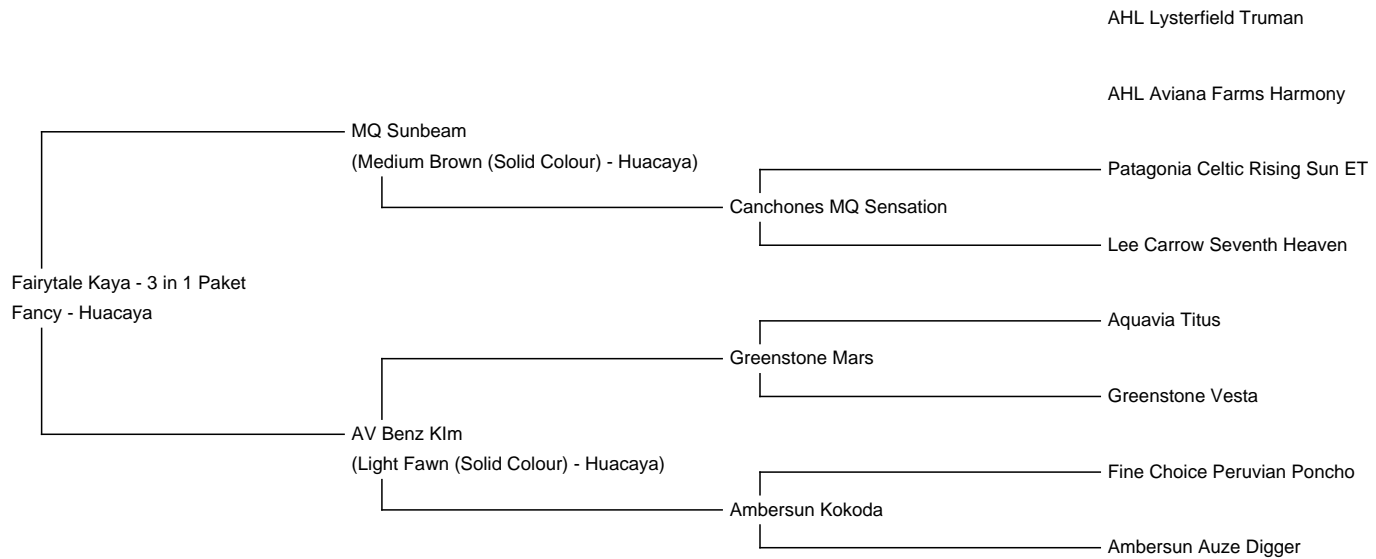 AHL Lysterfield Truman
AHL Aviana Farms Harmony
MQ Sunbeam
(Medium Brown (Solid Colour) - Huacaya)
Patagonia Celtic Rising Sun ET
Canchones MQ Sensation
Lee Carrow Seventh Heaven
Fairytale Kaya - 3 in 1 Paket
Fancy - Huacaya
Aquavia Titus
Greenstone Mars
Greenstone Vesta
AV Benz KIm
(Light Fawn (Solid Colour) - Huacaya)
Fine Choice Peruvian Poncho
Ambersun Kokoda
Ambersun Auze Digger